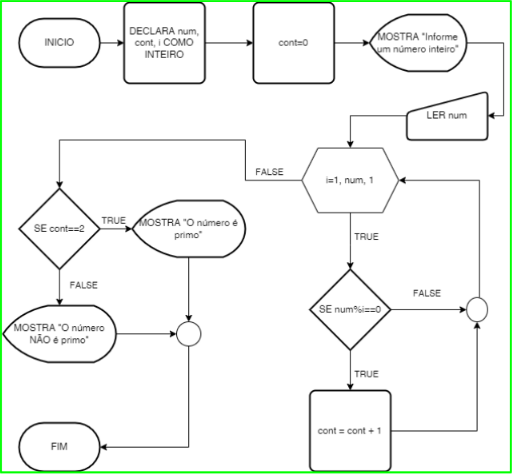 INICIO
DECLARA num,
cont, i COMO
INTEIRO
cont=0
MOSTRA "Informe
um número inteiro"
LER num
i=1, num, 1
FALSE
TRUE
SE cont==2
TRUE
MOSTRA "O número é
primo"
FALSE
MOSTRA "O número
NÃO é primo"
SE num%i==0
FALSE
TRUE
cont = cont + 1
FIM